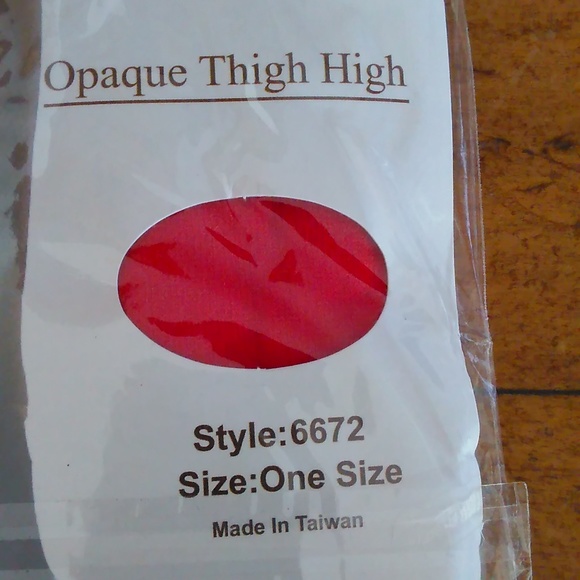 Opaque Thigh High
Style:6672
Size:One Size
Made In Taiwan